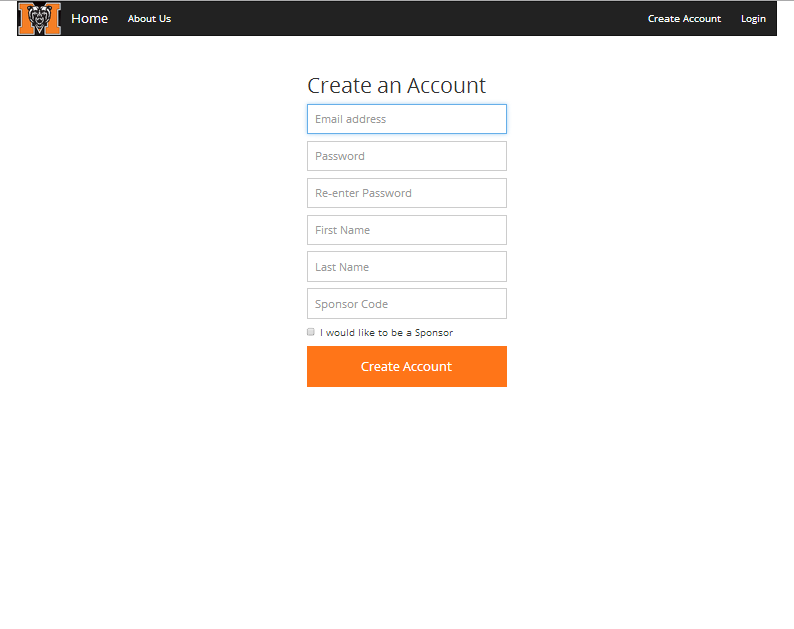 Home About Us Create Account Login
Create an Account
Email address
Password
Re-enter Password
First Name
Last Name
Sponsor Code
I would like to be a Sponsor
Create Account